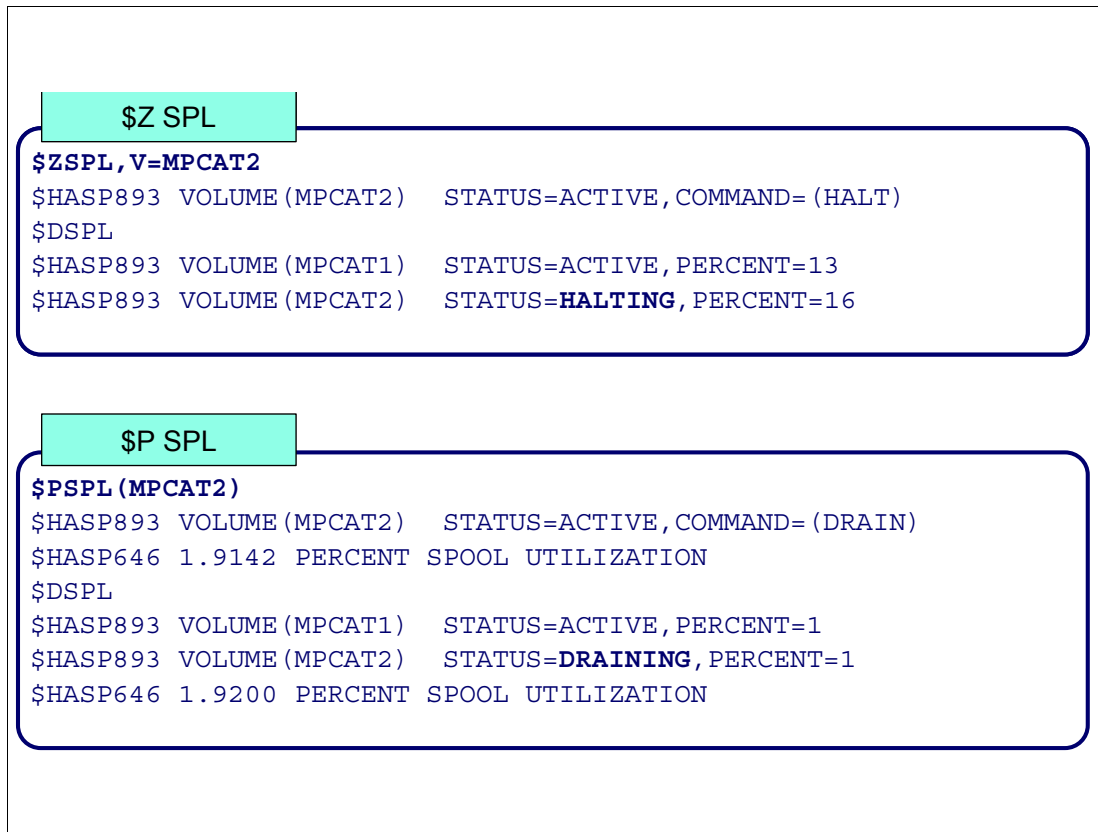 $Z SPL
$ZSPL,V=MPCAT2
$HASP893 VOLUME(MPCAT2)  STATUS=ACTIVE,COMMAND=(HALT)
$DSPL
$HASP893 VOLUME(MPCAT1)  STATUS=ACTIVE,PERCENT=13
$HASP893 VOLUME(MPCAT2)  STATUS=HALTING,PERCENT=16
$P SPL
$PSPL(MPCAT2)
$HASP893 VOLUME(MPCAT2)  STATUS=ACTIVE,COMMAND=(DRAIN)
$HASP646 1.9142 PERCENT SPOOL UTILIZATION
$DSPL
$HASP893 VOLUME(MPCAT1)  STATUS=ACTIVE,PERCENT=1
$HASP893 VOLUME(MPCAT2)  STATUS=DRAINING,PERCENT=1
$HASP646 1.9200 PERCENT SPOOL UTILIZATION